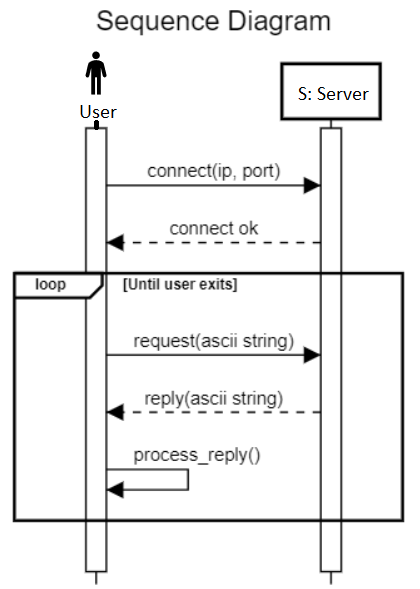 Sequence Diagram
User
S: Server
connect(ip, port)
connect ok
loop
[Until user exits]
request(ascii string)
reply(ascii string)
process_reply()